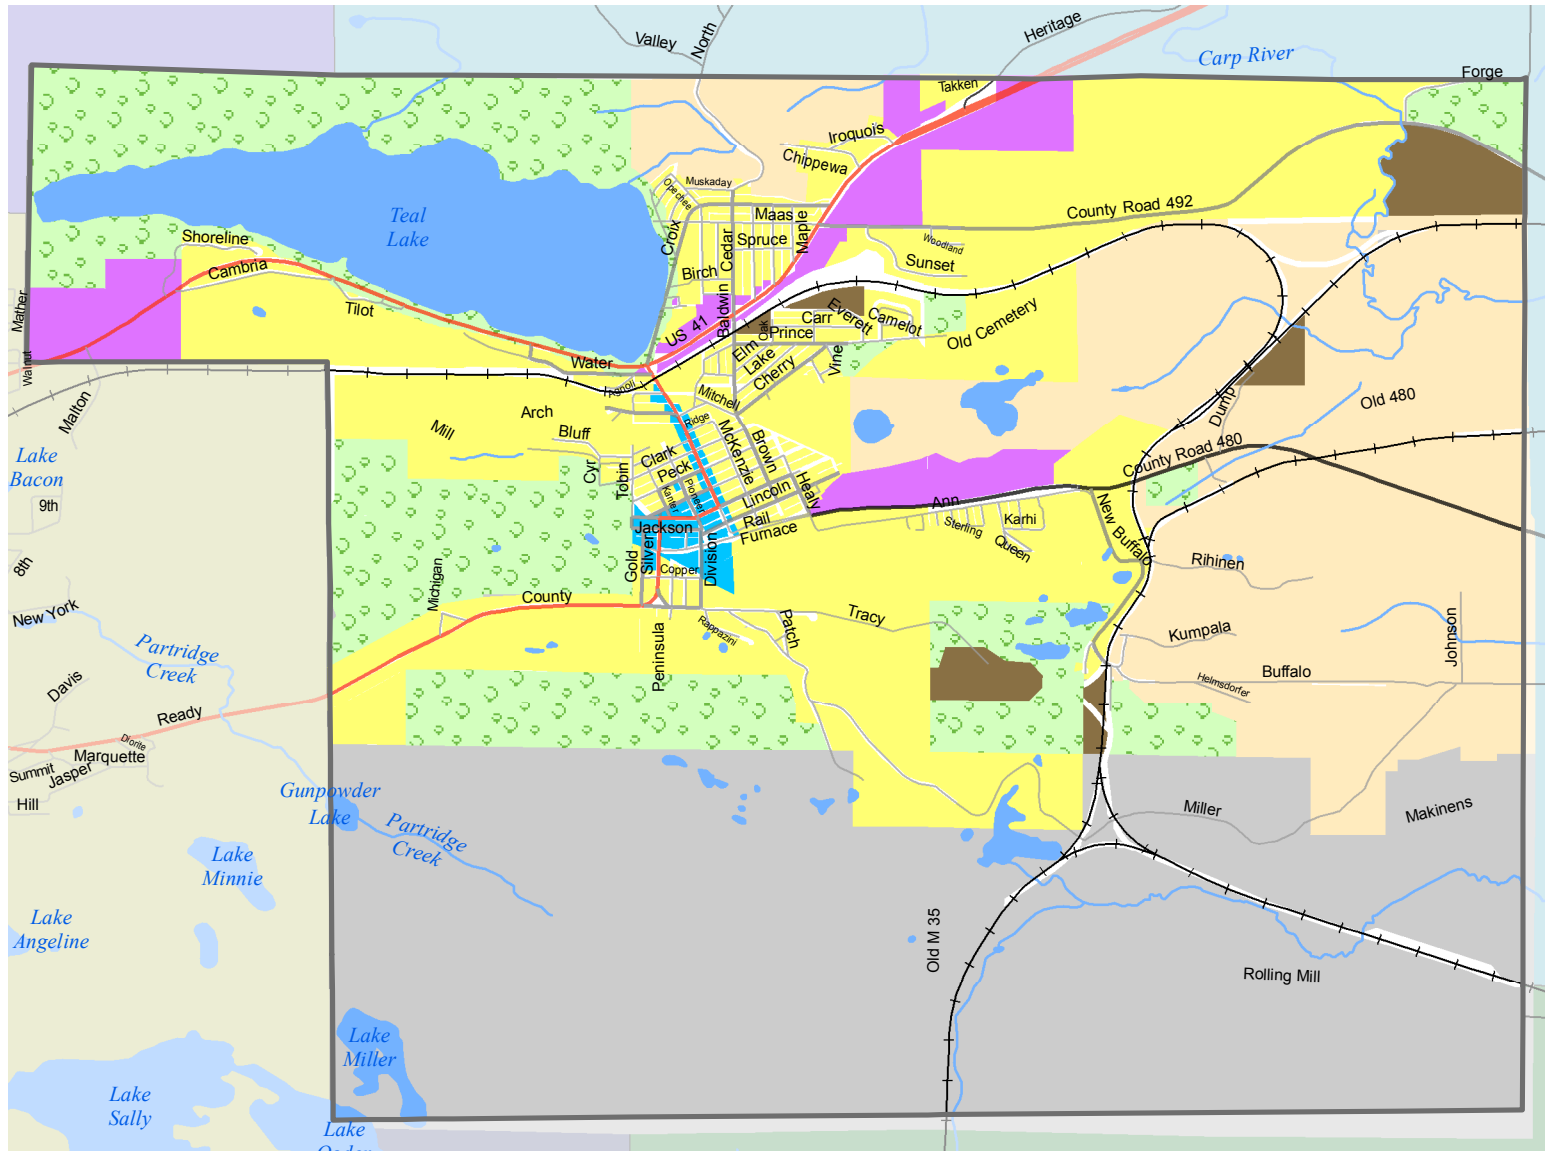 Heritage
Valley
North
Carp River
Forge
Takken
Iroquois
Chippewa
Muskaday
Opechee
Teal
Lake
Maas
Maple
County Road 492
Shoreline
Croix
Cedar
Spruce
Woodland
Sunset
Cambria
Birch
Mather
Tilot
US 41
Baldwin
Oak
Carr
Everett
Camelot
Old Cemetery
Prince
Walnut
Water
Elm
Lake
Cherry
Vine
Agnoli
Mitchell
Malton
Arch
Ridge
Dump
Old 480
Mill
Bluff
McKenzie
Brown
County Road 480
Lake
Bacon
Cyr
Tobin
Clark
Peck
Kanter
Pioneer
Lincoln
Healy
Ann
New Buffalo
9th
Jackson
Rail
Furnace
Sterling
Karhi
Queen
8th
Gold
Silver
Division
Copper
Rihinen
Michigan
County
New York
Rappazini
Patch
Tracy
Kumpala
Johnson
Partridge
Creek
Peninsula
Buffalo
Helmsdorfer
Davis
Ready
Diorite
Marquette
Summit
Jasper
Hill
Gunpowder
Lake
Partridge
Creek
Miller
Makinens
Lake
Minnie
Lake
Angeline
Old M 35
Rolling Mill
Lake
Miller
Lake
Sally
Lake